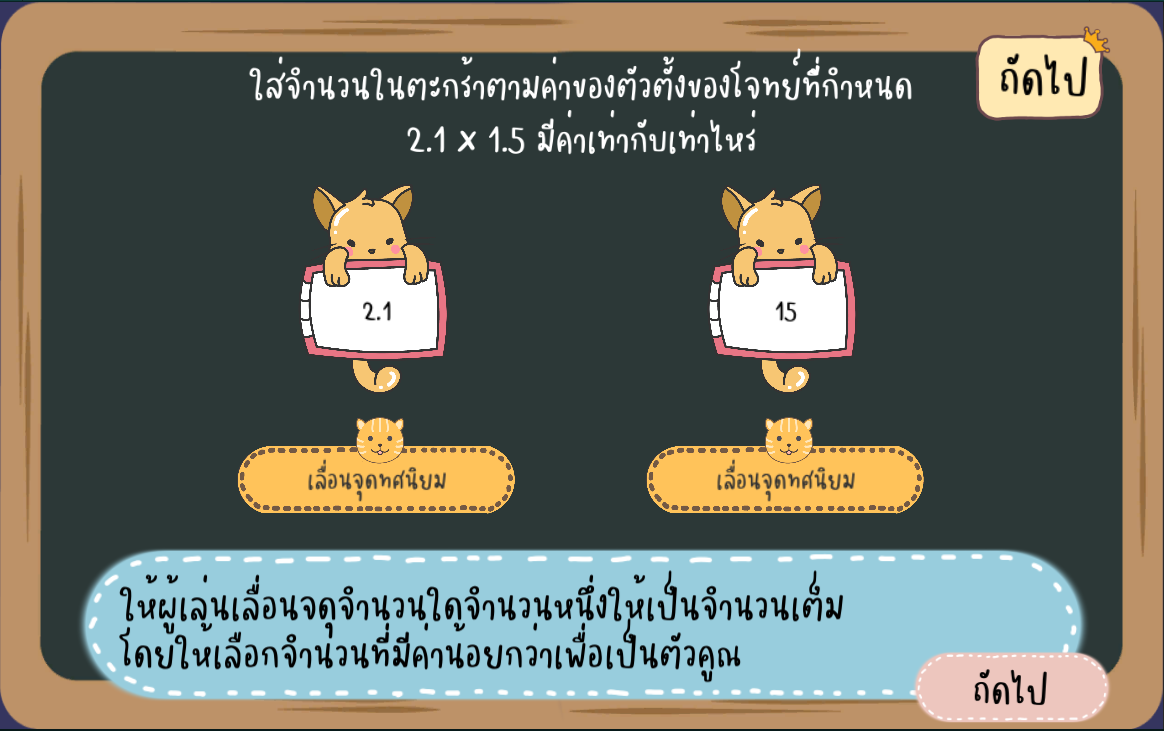 ใส่จำนวนในตะกร้าตามค่าของตัวตั้งของโจทย์ที่กำหนด
ถัดไป
2.1 x 1.5 มีค่าเท่ากับเท่าไหร่
2.1
15
เลื่อนจุดทศนิยม
เลื่อนจุดทศนิยม
ให้ผู้เล่นเลื่อนจดุจำนวนใดจำนวนหนึ่งให้เป็นจำนวนเต็ม
โดยให้เลือกจำนวนที่มีค่าน้อยกว่าเพื่อเป็นตัวคูณ
ถัดไป